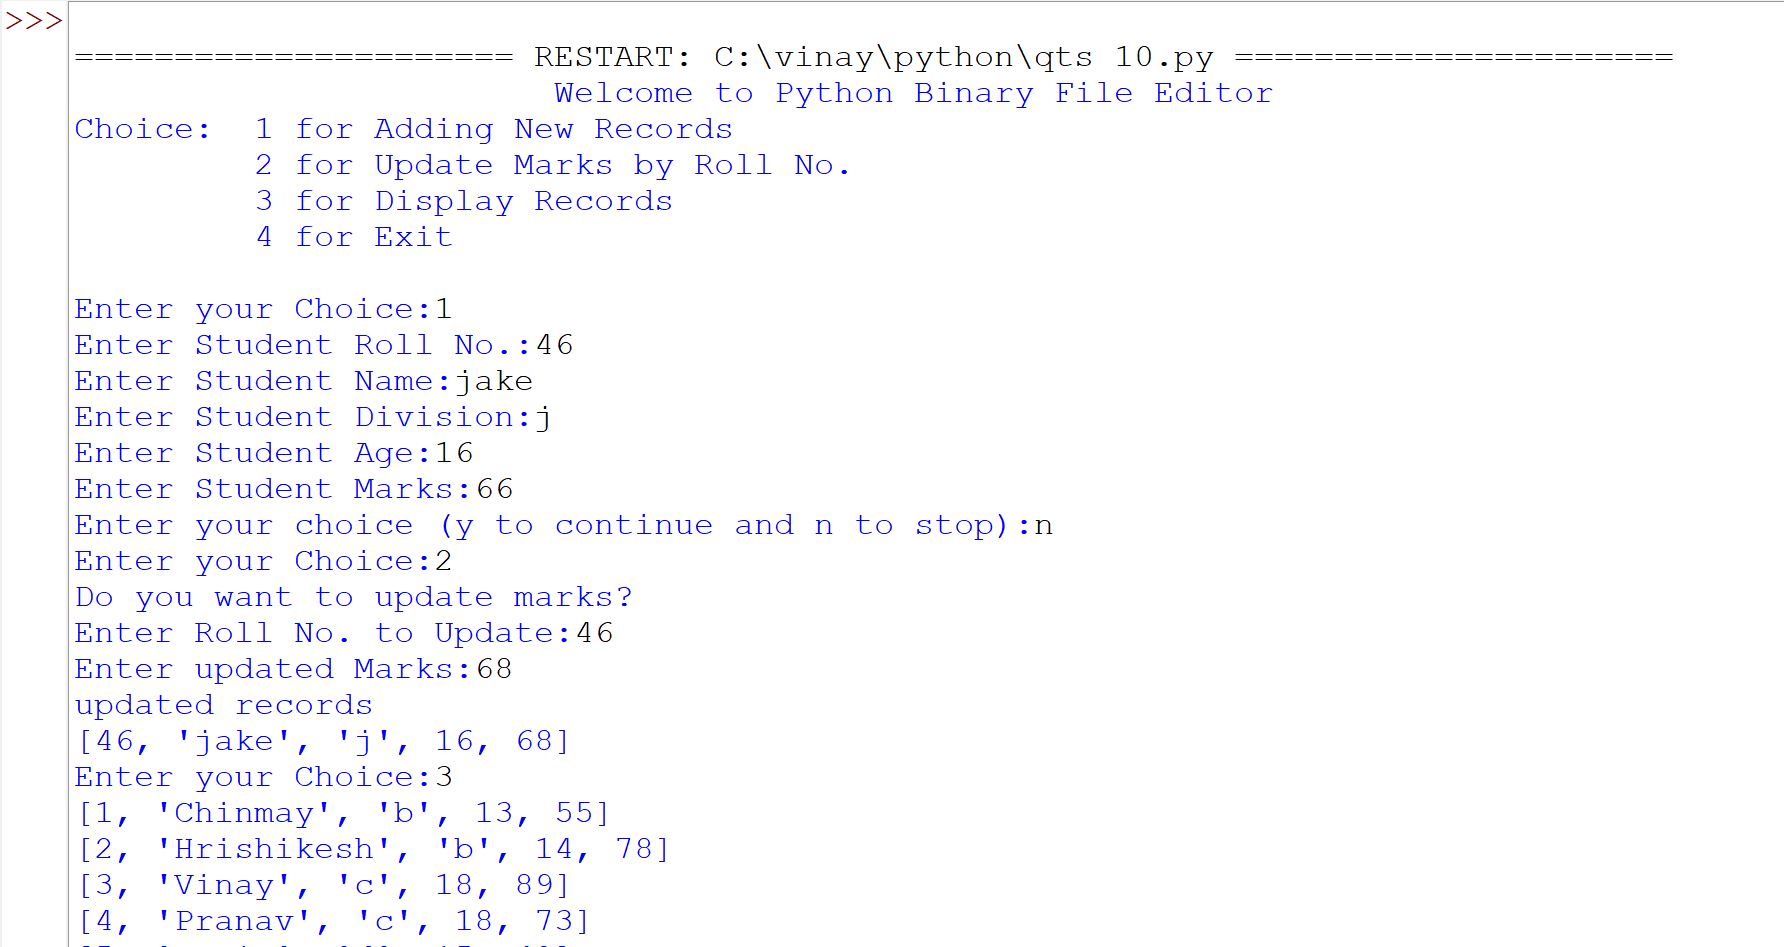 >>>
====================== RESTART: C:\vinay\python\qts 10.py ======================
Welcome to Python Binary File Editor
Choice:  1 for Adding New Records
2 for Update Marks by Roll No.
3 for Display Records
4 for Exit
Enter your Choice:1
Enter Student Roll No.:46
Enter Student Name:jake
Enter Student Division:j
Enter Student Age:16
Enter Student Marks:66
Enter your choice (y to continue and n to stop):n
Enter your Choice:2
Do you want to update marks?
Enter Roll No. to Update:46
Enter updated Marks:68
updated records
[46, 'jake', 'j', 16, 68]
Enter your Choice:3
[1, 'Chinmay', 'b', 13, 55]
[2, 'Hrishikesh', 'b', 14, 78]
[3, 'Vinay', 'c', 18, 89]
[4, 'Pranav', 'c', 18, 73]